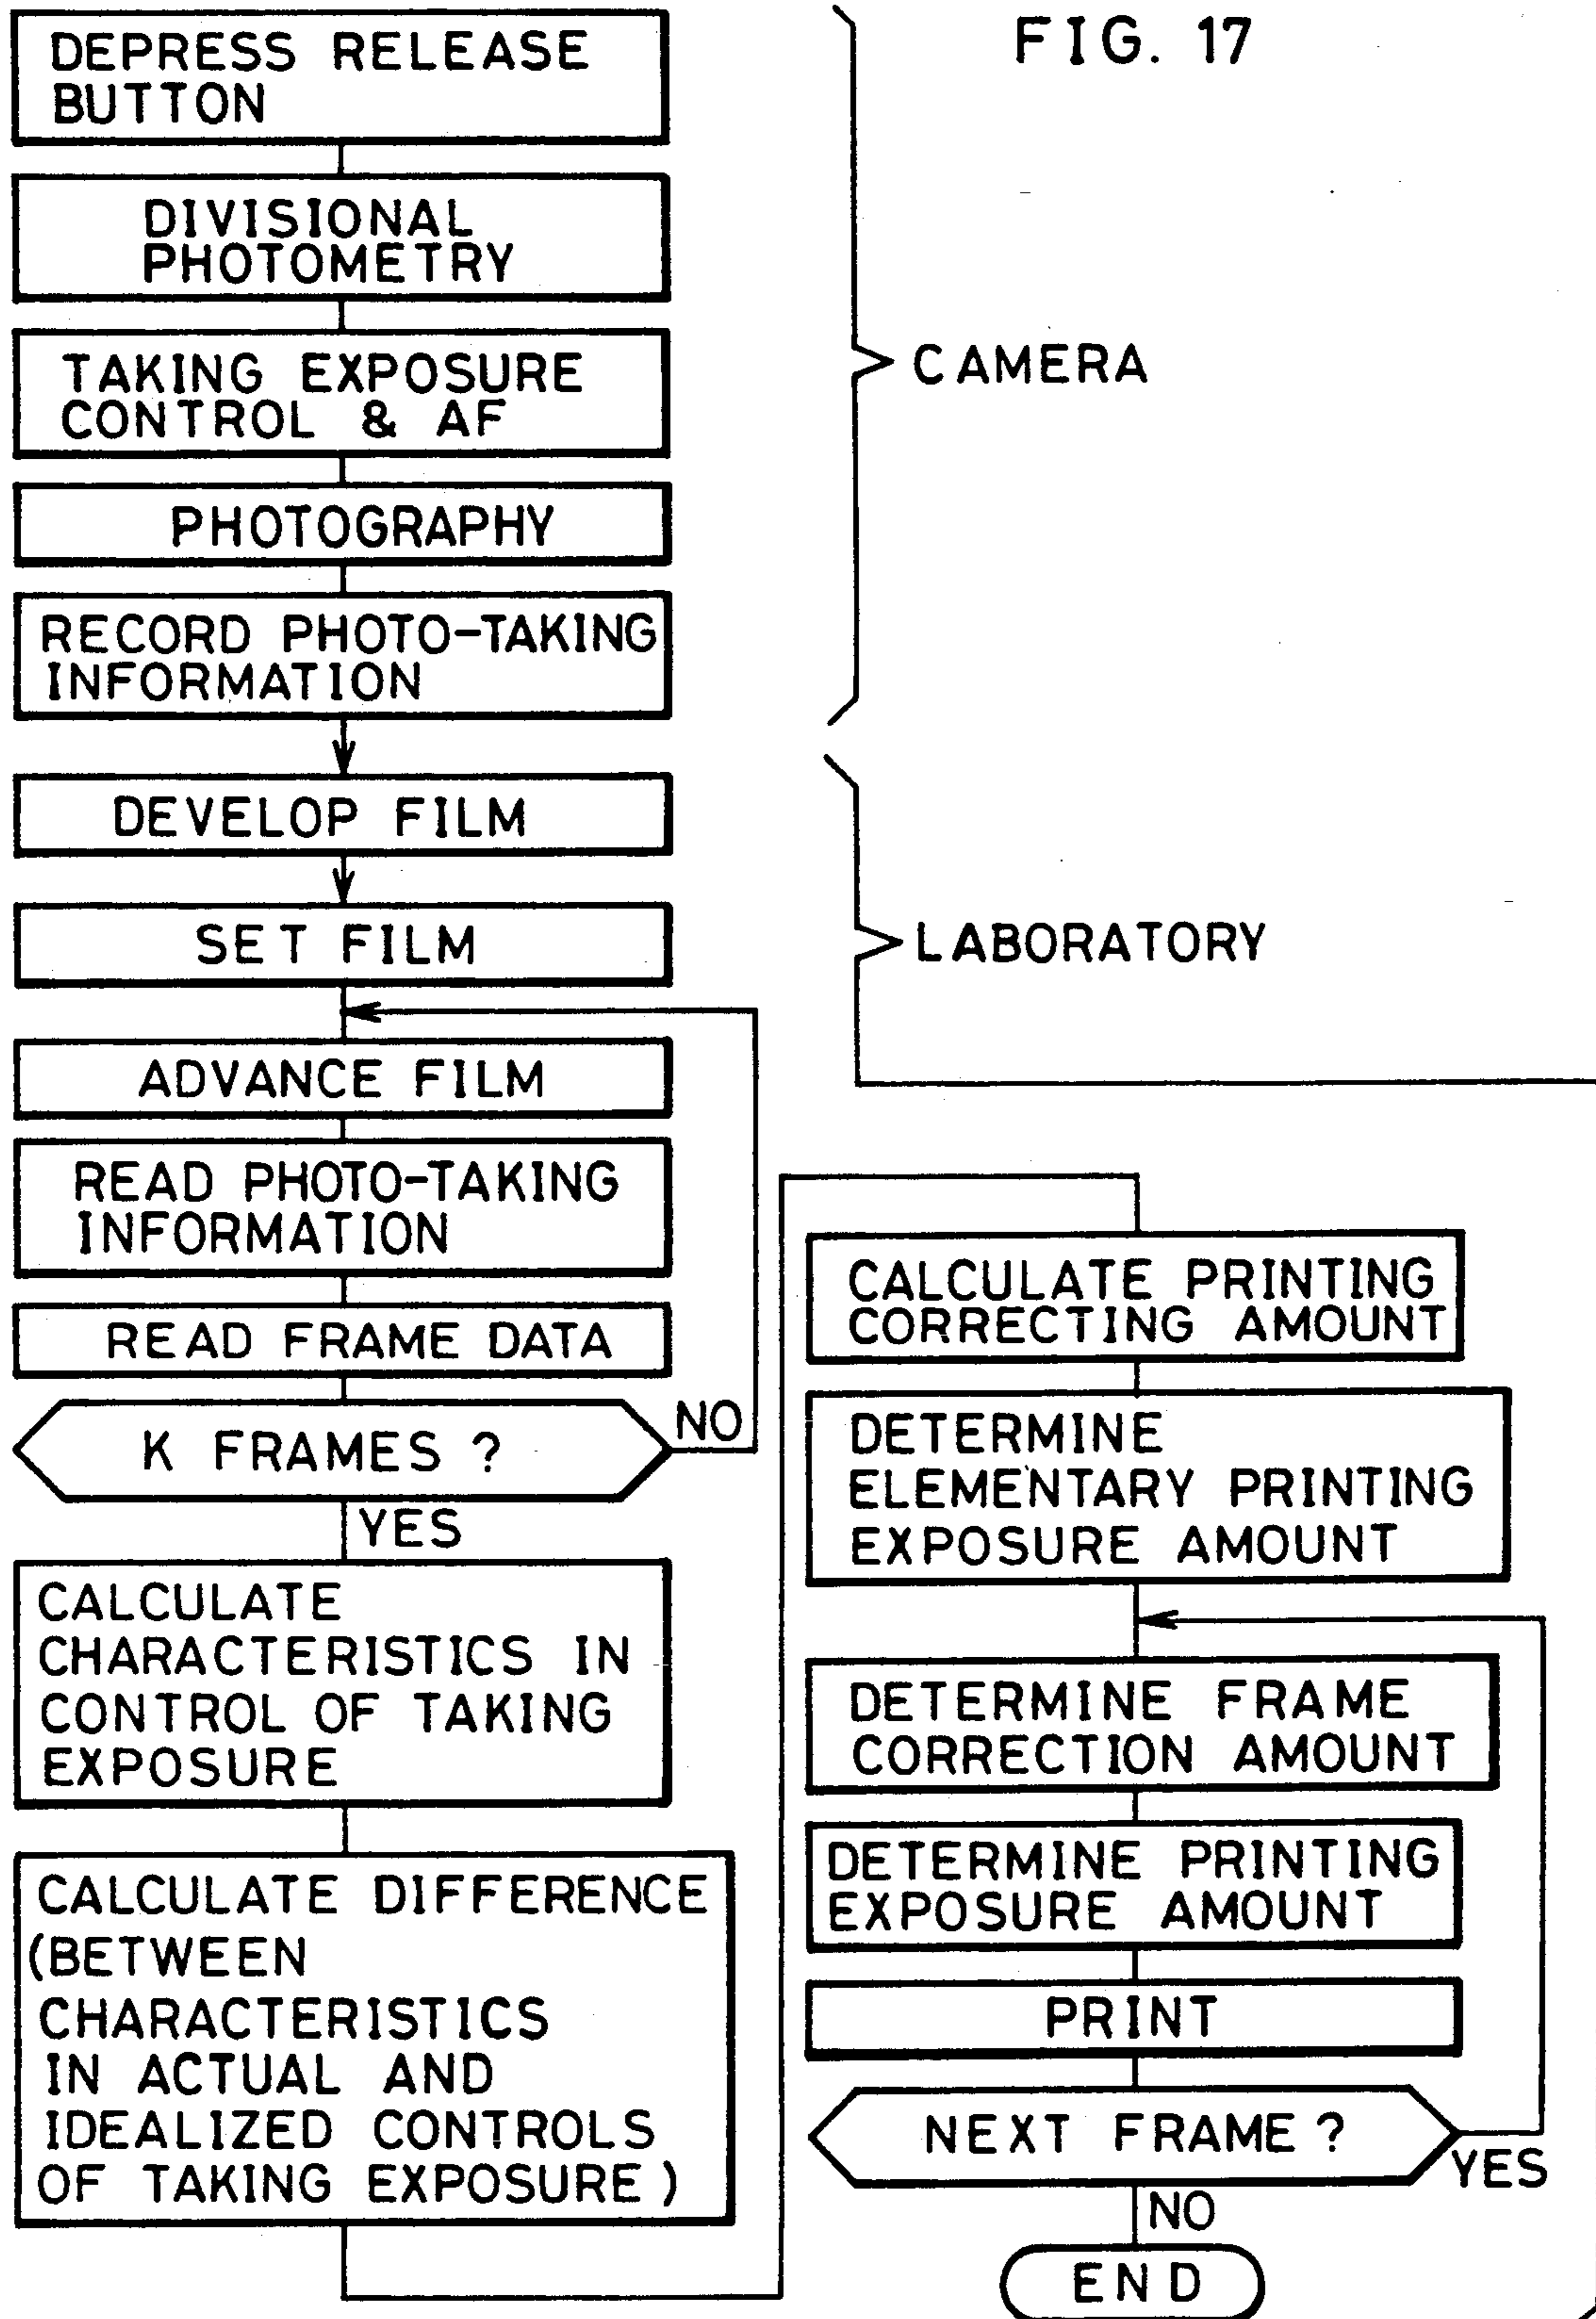 FIG. 17
DEPRESS RELEASE
BUTTON
DIVISIONAL
PHOTOMETRY
TAKING EXPOSURE
CONTROL & AF
PHOTOGRAPHY
RECORD PHOTO-TAKING
INFORMATION
CAMERA
DEVELOP FILM
SET FILM
LABORATORY
ADVANCE FILM
READ PHOTO-TAKING
INFORMATION
READ FRAME DATA
K FRAMES ?
NO
YES
CALCULATE
CHARACTERISTICS IN
CONTROL OF TAKING
EXPOSURE
CALCULATE DIFFERENCE
(BETWEEN
CHARACTERISTICS
IN ACTUAL AND
IDEALIZED CONTROLS
OF TAKING EXPOSURE)
CALCULATE PRINTING
CORRECTING AMOUNT
DETERMINE
ELEMENTARY PRINTING
EXPOSURE AMOUNT
DETERMINE FRAME
CORRECTION AMOUNT
DETERMINE PRINTING
EXPOSURE AMOUNT
PRINT
NEXT FRAME ?
YES
NO
END